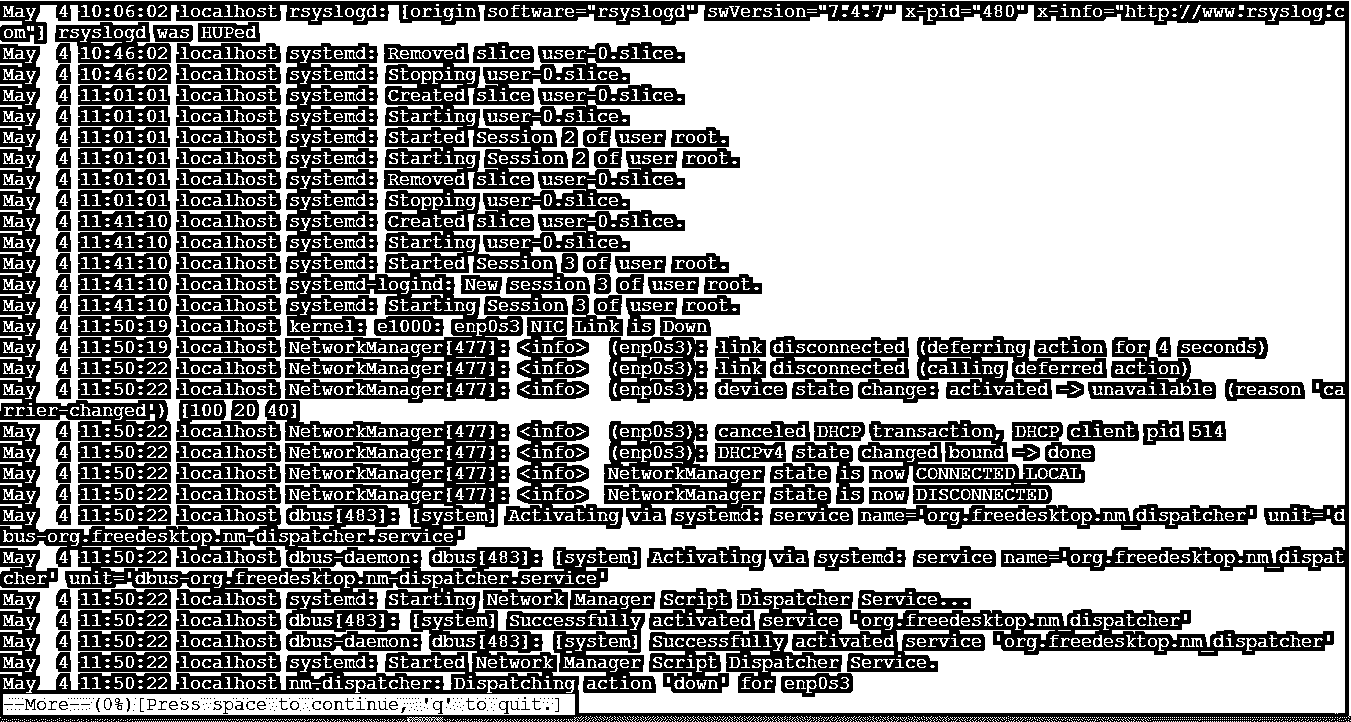 May  4 10:06:02 localhost rsyslogd: [origin software="rsyslogd" swVersion="7.4.7" x-pid="480" x-info="http://www.rsyslog.c
om"] rsyslogd was HUPed
May  4 10:46:02 localhost systemd: Removed slice user-0.slice.
May  4 10:46:02 localhost systemd: Stopping user-0.slice.
May  4 11:01:01 localhost systemd: Created slice user-0.slice.
May  4 11:01:01 localhost systemd: Starting user-0.slice.
May  4 11:01:01 localhost systemd: Started Session 2 of user root.
May  4 11:01:01 localhost systemd: Starting Session 2 of user root.
May  4 11:01:01 localhost systemd: Removed slice user-0.slice.
May  4 11:01:01 localhost systemd: Stopping user-0.slice.
May  4 11:41:10 localhost systemd: Created slice user-0.slice.
May  4 11:41:10 localhost systemd: Starting user-0.slice.
May  4 11:41:10 localhost systemd: Started Session 3 of user root.
May  4 11:41:10 localhost systemd-logind: New session 3 of user root.
May  4 11:41:10 localhost systemd: Starting Session 3 of user root.
May  4 11:50:19 localhost kernel: e1000: enp0s3 NIC Link is Down
May  4 11:50:19 localhost NetworkManager[477]: <info>  (enp0s3): link disconnected (deferring action for 4 seconds)
May  4 11:50:22 localhost NetworkManager[477]: <info>  (enp0s3): link disconnected (calling deferred action)
May  4 11:50:22 localhost NetworkManager[477]: <info>  (enp0s3): device state change: activated -> unavailable (reason 'ca
rrier-changed') [100 20 40]
May  4 11:50:22 localhost NetworkManager[477]: <info>  (enp0s3): canceled DHCP transaction, DHCP client pid 514
May  4 11:50:22 localhost NetworkManager[477]: <info>  (enp0s3): DHCPv4 state changed bound -> done
May  4 11:50:22 localhost NetworkManager[477]: <info>  NetworkManager state is now CONNECTED_LOCAL
May  4 11:50:22 localhost NetworkManager[477]: <info>  NetworkManager state is now DISCONNECTED
May  4 11:50:22 localhost dbus[483]: [system] Activating via systemd: service name='org.freedesktop.nm_dispatcher' unit='d
bus-org.freedesktop.nm-dispatcher.service'
May  4 11:50:22 localhost dbus-daemon: dbus[483]: [system] Activating via systemd: service name='org.freedesktop.nm_dispat
cher' unit='dbus-org.freedesktop.nm-dispatcher.service'
May  4 11:50:22 localhost systemd: Starting Network Manager Script Dispatcher Service...
May  4 11:50:22 localhost dbus[483]: [system] Successfully activated service 'org.freedesktop.nm_dispatcher'
May  4 11:50:22 localhost dbus-daemon: dbus[483]: [system] Successfully activated service 'org.freedesktop.nm_dispatcher'
May  4 11:50:22 localhost systemd: Started Network Manager Script Dispatcher Service.
May  4 11:50:22 localhost nm-dispatcher: Dispatching action 'down' for enp0s3
--More--(0%)[Press space to continue, 'q' to quit.]